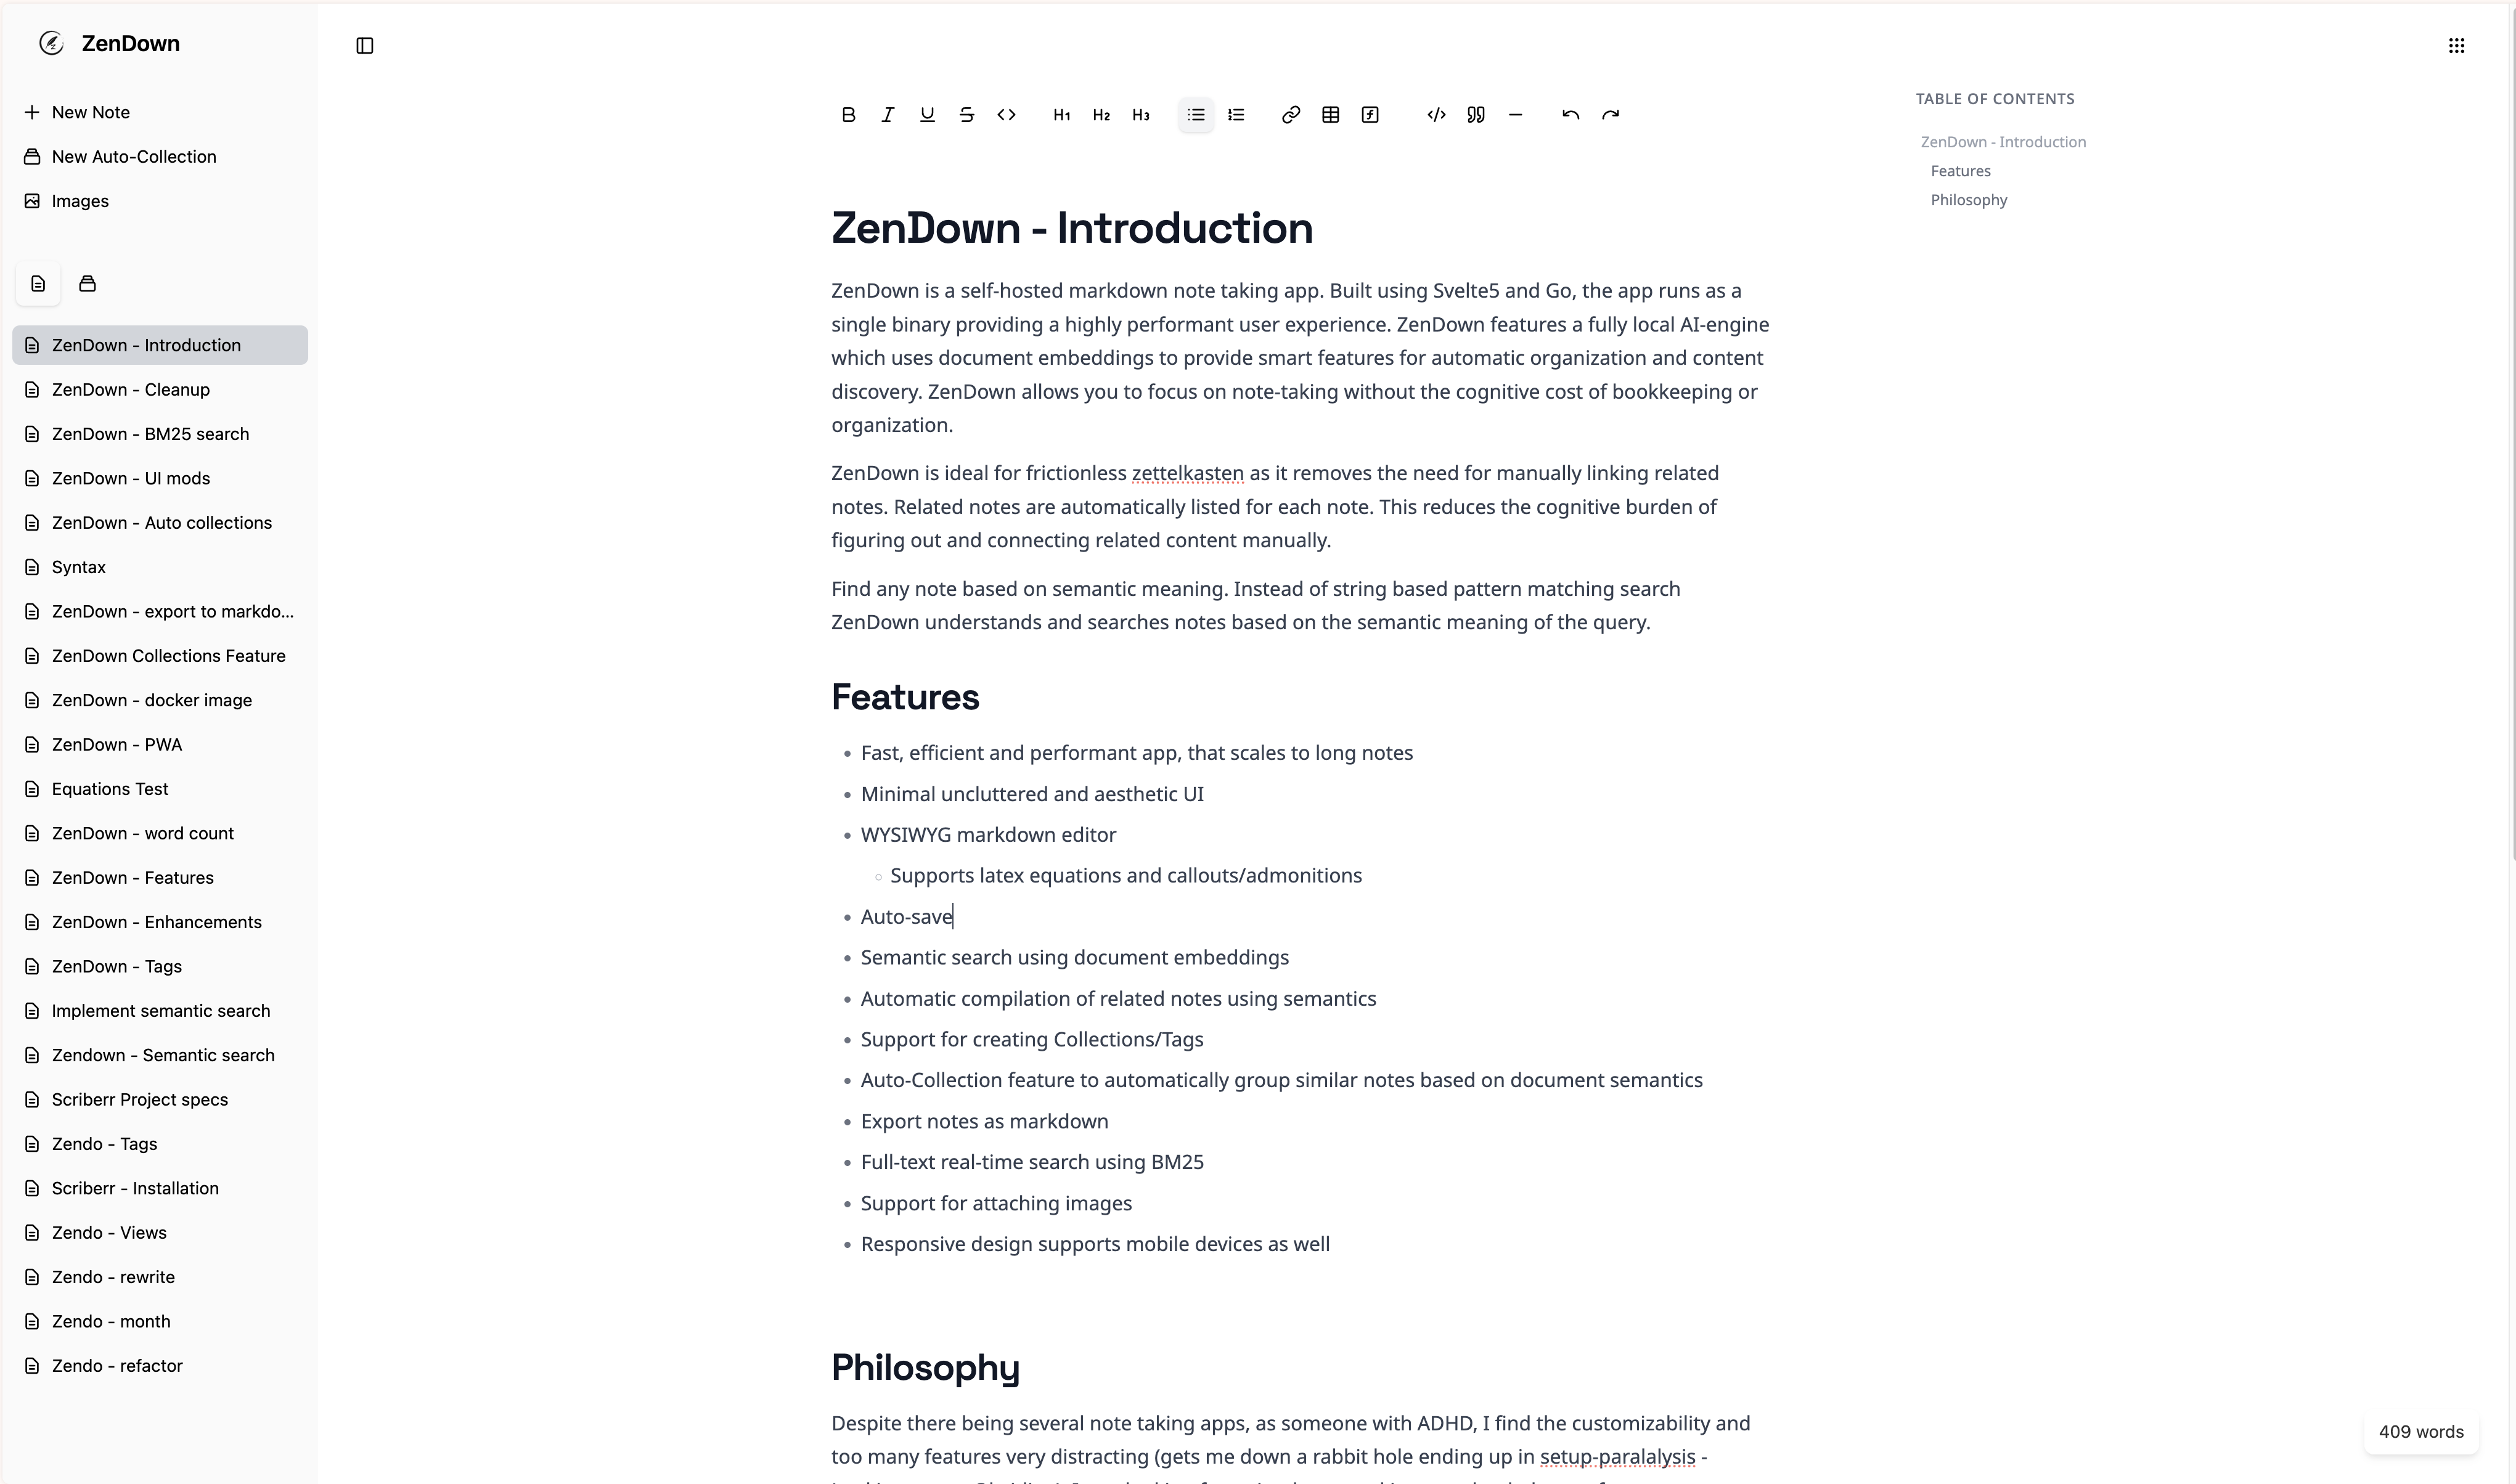 ZenDown
New Note
New Auto-Collection
Images
ZenDown - Introduction
ZenDown - Cleanup
ZenDown - BM25 search
ZenDown - UI mods
ZenDown - Auto collections
Syntax
ZenDown - export to markdo...
ZenDown Collections Feature
ZenDown - docker image
ZenDown - PWA
Equations Test
ZenDown - word count
ZenDown - Features
ZenDown - Enhancements
ZenDown - Tags
Implement semantic search
Zendown - Semantic search
Scriberr Project specs
Zendo - Tags
Scriberr - Installation
Zendo - Views
Zendo - rewrite
Zendo - month
Zendo - refactor
B I U S <> H1 H2 H3
ZenDown - Introduction
ZenDown is a self-hosted markdown note taking app. Built using Svelte5 and Go, the app runs as a
single binary providing a highly performant user experience. ZenDown features a fully local AI-engine
which uses document embeddings to provide smart features for automatic organization and content
discovery. ZenDown allows you to focus on note-taking without the cognitive cost of bookkeeping or
organization.
ZenDown is ideal for frictionless zettelkasten as it removes the need for manually linking related
notes. Related notes are automatically listed for each note. This reduces the cognitive burden of
figuring out and connecting related content manually.
Find any note based on semantic meaning. Instead of string based pattern matching search
ZenDown understands and searches notes based on the semantic meaning of the query.
Features
• Fast, efficient and performant app, that scales to long notes
• Minimal uncluttered and aesthetic UI
• WYSIWYG markdown editor
◦ Supports latex equations and callouts/admonitions
• Auto-save
• Semantic search using document embeddings
• Automatic compilation of related notes using semantics
• Support for creating Collections/Tags
• Auto-Collection feature to automatically group similar notes based on document semantics
• Export notes as markdown
• Full-text real-time search using BM25
• Support for attaching images
• Responsive design supports mobile devices as well
Philosophy
Despite there being several note taking apps, as someone with ADHD, I find the customizability and
too many features very distracting (gets me down a rabbit hole ending up in setup-paralalysis -
TABLE OF CONTENTS
ZenDown - Introduction
Features
Philosophy
409 words